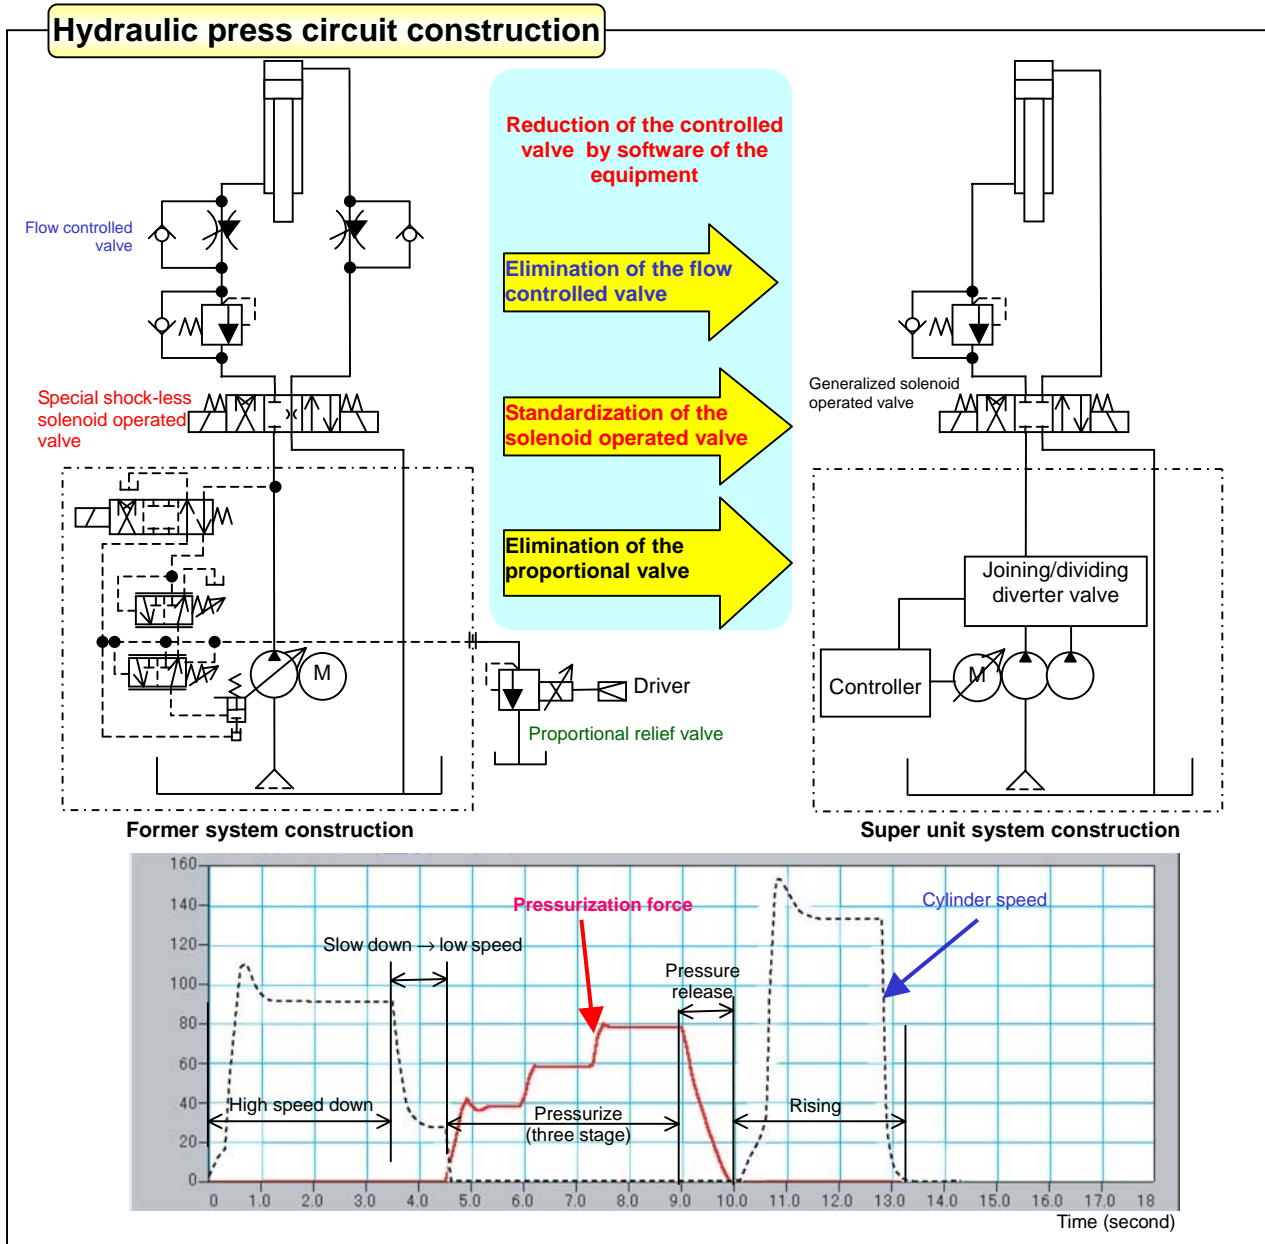 Hydraulic press circuit construction
Reduction of the controlled
valve by software of the
equipment
Flow controlled
valve
Elimination of the flow
controlled valve
Special shock-less
solenoid operated
valve
Standardization of the
solenoid operated valve
Generalized solenoid
operated valve
Elimination of the
proportional valve
Joining/dividing
diverter valve
M
Driver
Proportional relief valve
Controller
M
Former system construction
Super unit system construction
160
140
120
100
80
60
40
20
0
Pressurization force
Cylinder speed
Slow down → low speed
Pressure
release
High speed down
Pressurize
(three stage)
Rising
0 1.0 2.0 3.0 4.0 5.0 6.0 7.0 8.0 9.0 10.0 11.0 12.0 13.0 14.0 15.0 16.0 17.0 18
Time (second)